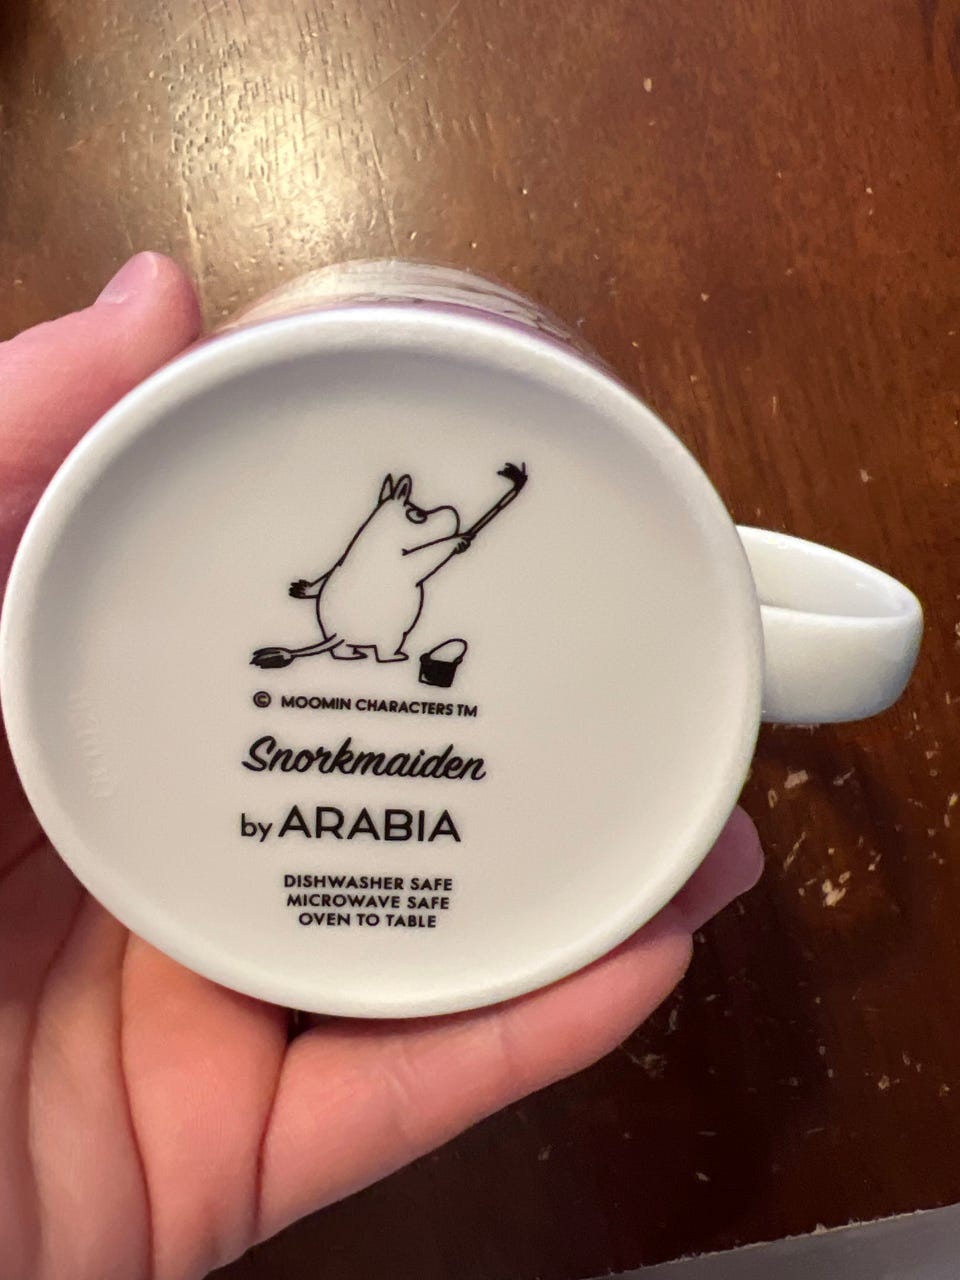 © MOOMIN CHARACTERS TM
Snorkmaiden
by ARABIA
DISHWASHER SAFE
MICROWAVE SAFE
OVEN TO TABLE